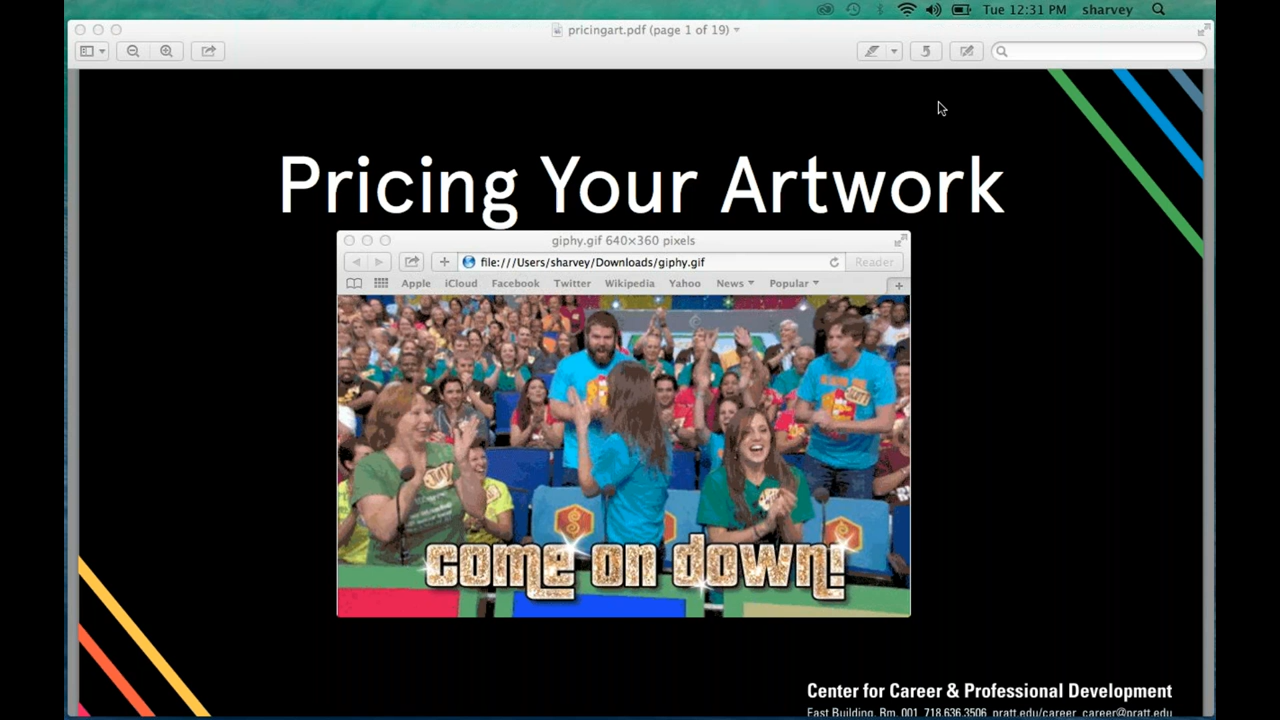 Tue 12:31 PM sharvey
pricingart.pdf (page 1 of 19)
Pricing Your Artwork
giphy.gif 640×360 pixels
file:///Users/sharvey/Downloads/giphy.gif
Reader
Apple iCloud Facebook Twitter Wikipedia Yahoo News Popular
come on down!
Center for Career & Professional Development
East Building, Rm. 001 718.636.3506 pratt.edu/career career@pratt.edu